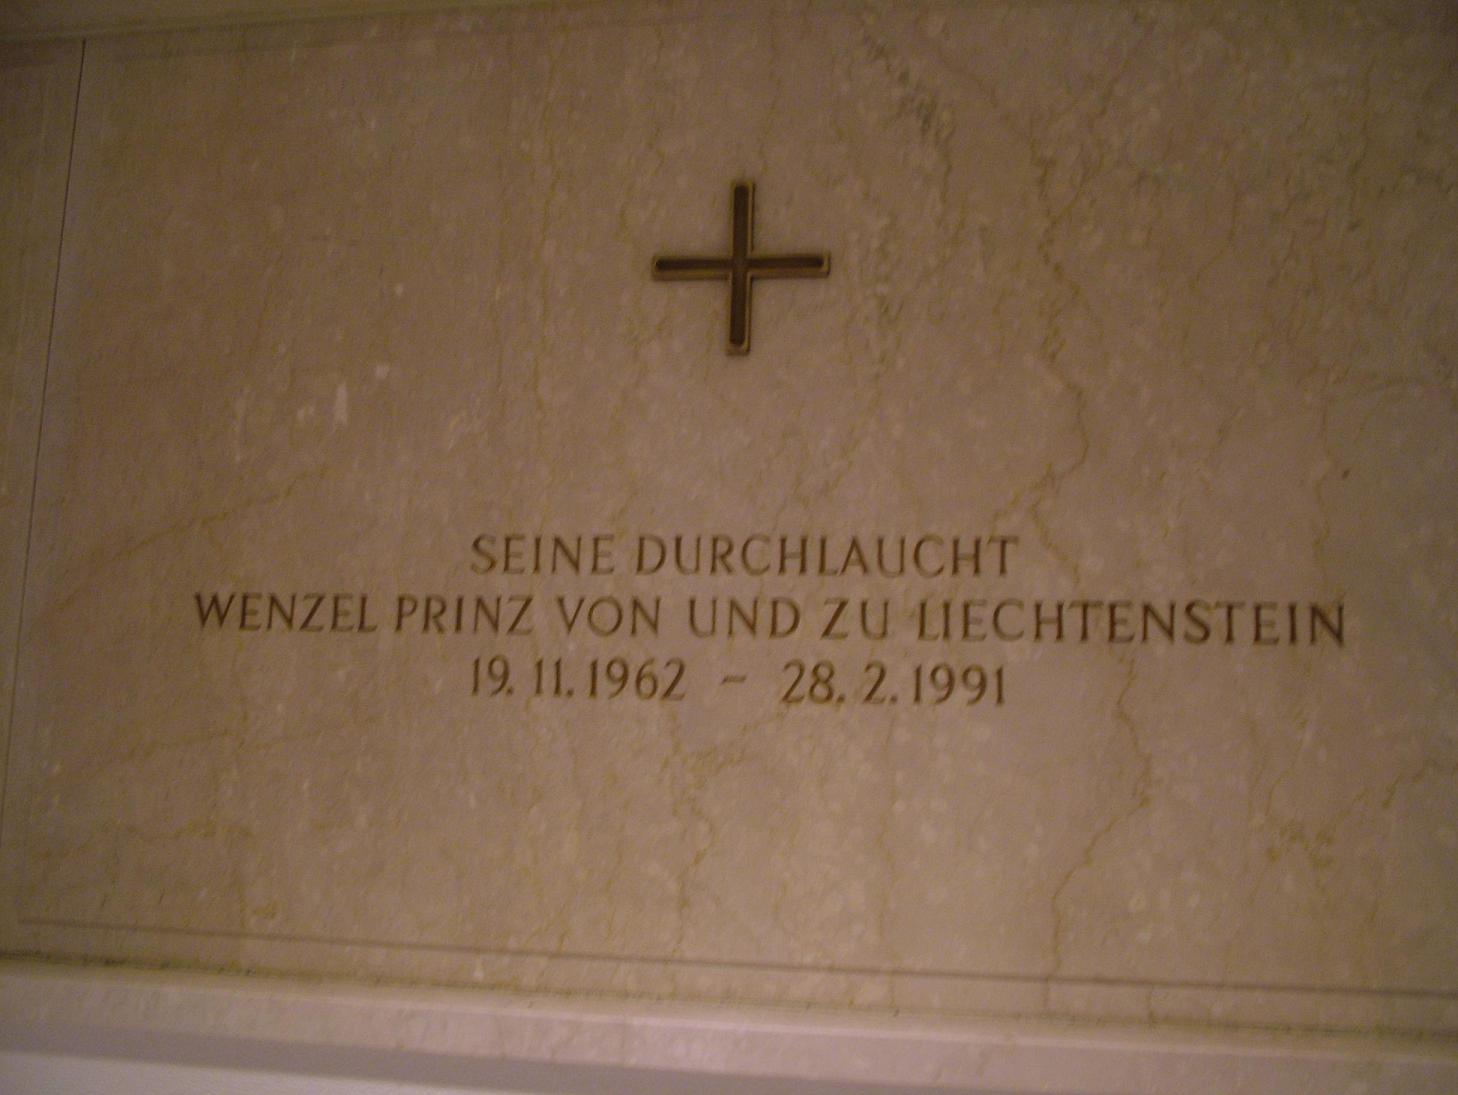 SEINE DURCHLAUCHT
WENZEL PRINZ VON UND ZU LIECHTENSTEIN
19. 11. 1962 - 28. 2. 1991